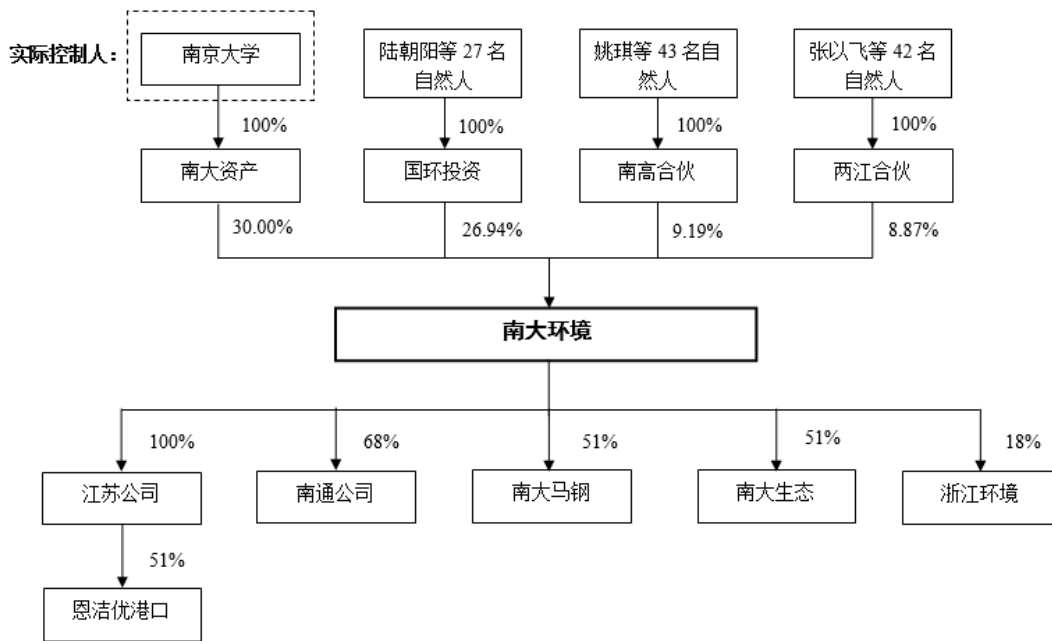 实际控制人：
南京大学
陆朝阳等 27 名
自然人
姚琪等 43 名自
然人
张以飞等 42 名
自然人
100%
100%
100%
100%
南大资产
国环投资
南高合伙
两江合伙
30.00%
26.94%
9.19%
8.87%
南大环境
100%
68%
51%
51%
18%
江苏公司
南通公司
南大马钢
南大生态
浙江环境
51%
恩洁优港口